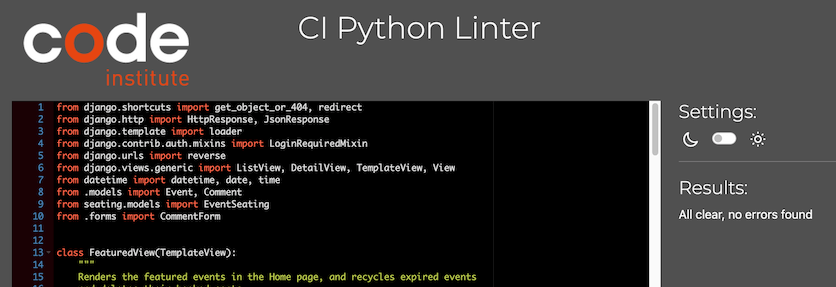 code
institute
CI Python Linter
1 from django.shortcuts import get_object_or_404, redirect
2 from django.http import HttpResponse, JsonResponse
3 from django.template import loader
4 from django.contrib.auth.mixins import LoginRequiredMixin
5 from django.urls import reverse
6 from django.views.generic import ListView, DetailView, TemplateView, View
7 from datetime import datetime, date, time
8 from .models import Event, Comment
9 from seating.models import EventSeating
10 from .forms import CommentForm
11
12
13 class FeaturedView(TemplateView):
14 """
15 Renders the featured events in the Home page, and recycles expired events
Settings:
Results:
All clear, no errors found